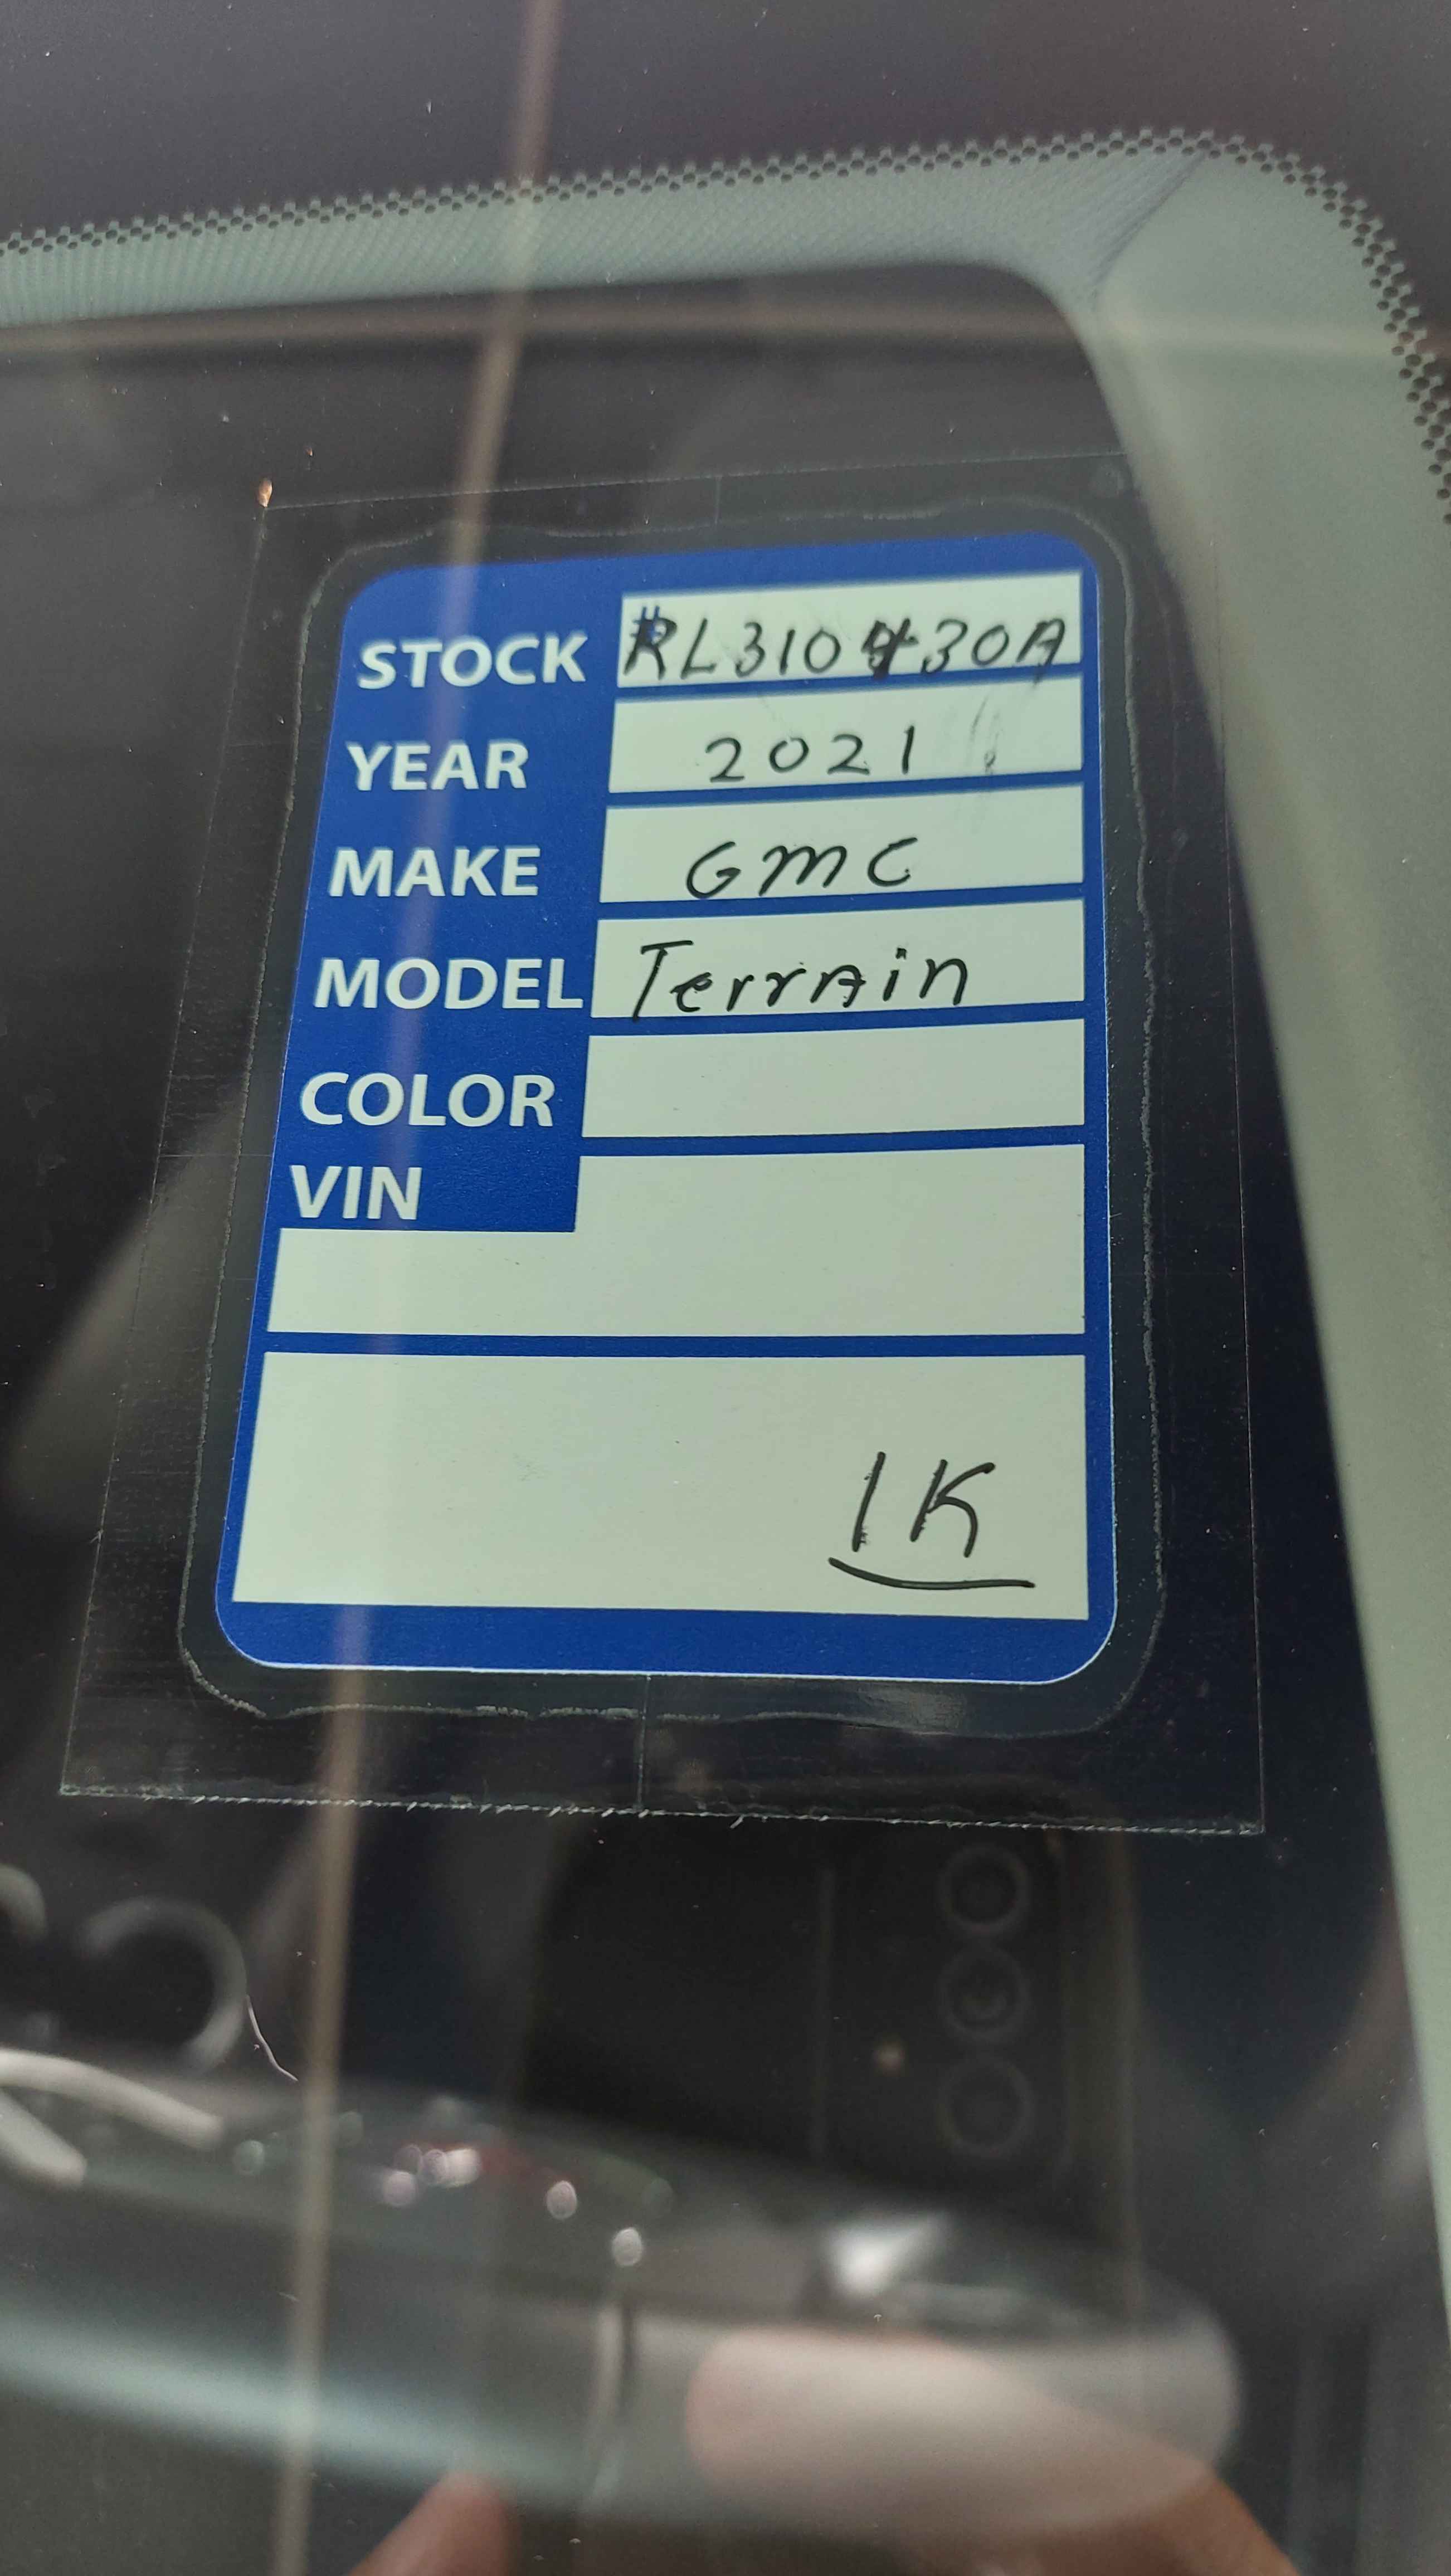 STOCK # RL310430A
YEAR 2021
MAKE GMC
MODEL Terrain
COLOR
VIN
1K